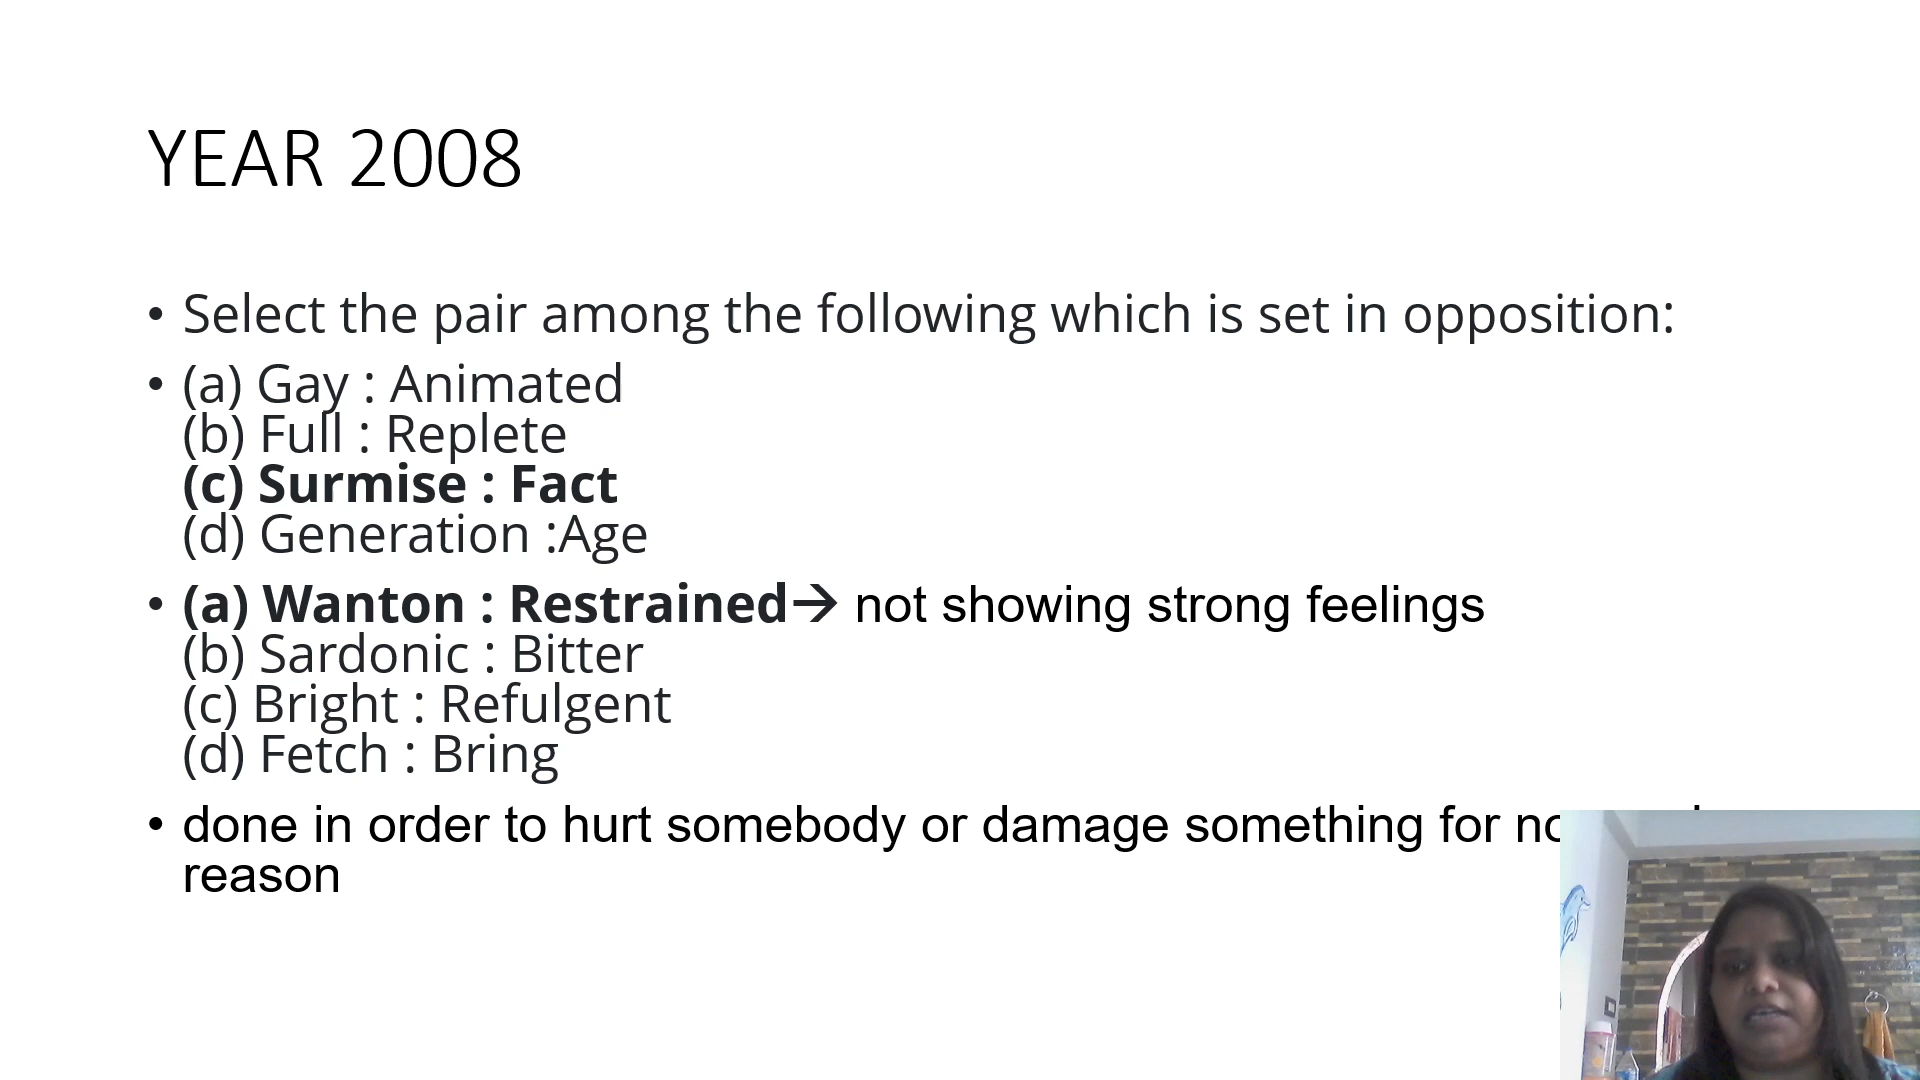 YEAR 2008
• Select the pair among the following which is set in opposition:
• (a) Gay : Animated
(b) Full : Replete
(c) Surmise : Fact
(d) Generation :Age
• (a) Wanton : Restrained→ not showing strong feelings
(b) Sardonic : Bitter
(c) Bright : Refulgent
(d) Fetch : Bring
• done in order to hurt somebody or damage something for
reason